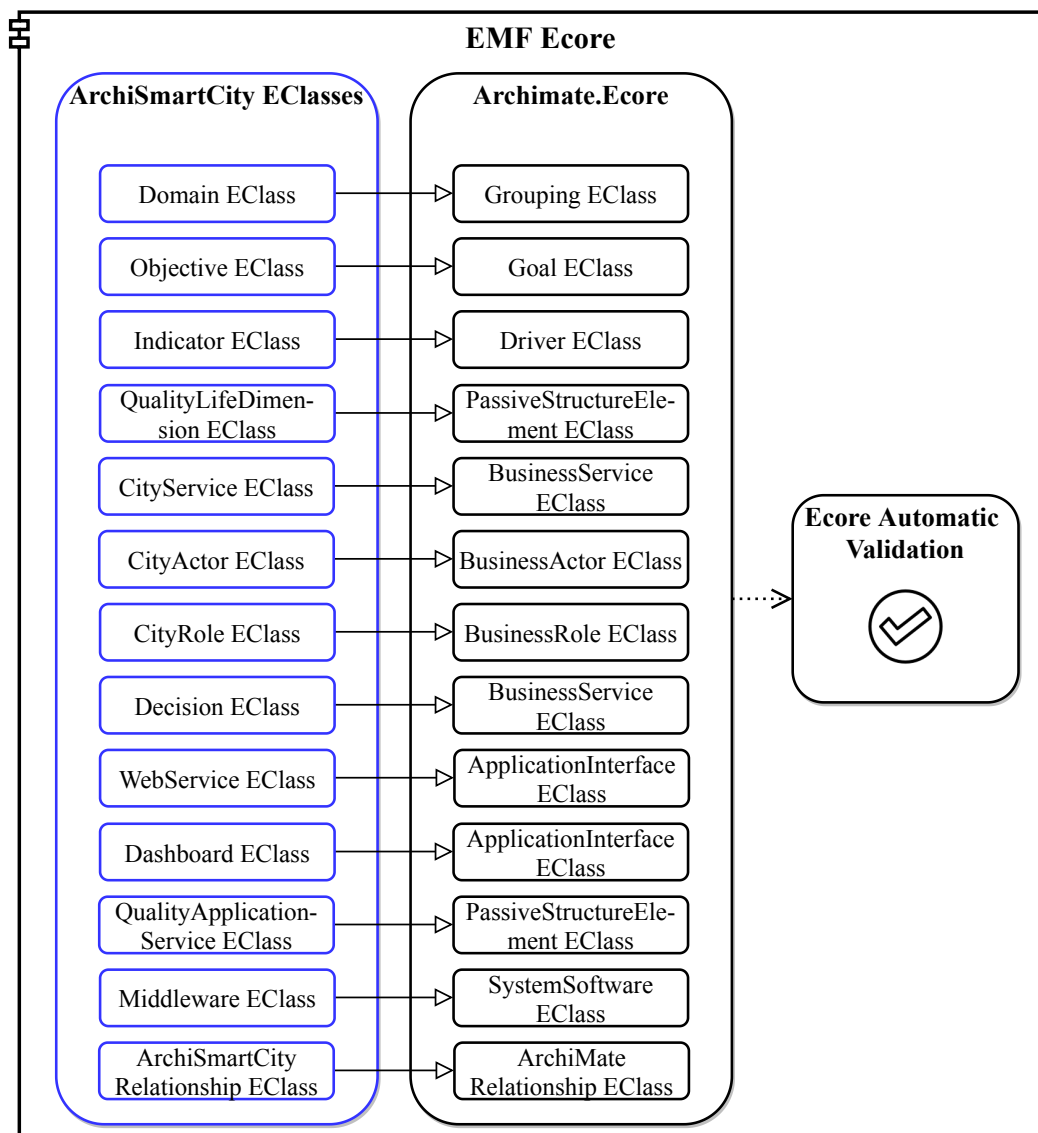 EMF Ecore
ArchiSmartCity EClasses
Archimate.Ecore
Domain EClass
Grouping EClass
Objective EClass
Goal EClass
Indicator EClass
Driver EClass
QualityLifeDimen-
sion EClass
PassiveStructureEle-
ment EClass
CityService EClass
BusinessService
EClass
CityActor EClass
BusinessActor EClass
CityRole EClass
BusinessRole EClass
Decision EClass
BusinessService
EClass
WebService EClass
ApplicationInterface
EClass
Dashboard EClass
ApplicationInterface
EClass
QualityApplication-
Service EClass
PassiveStructureEle-
ment EClass
Middleware EClass
SystemSoftware
EClass
ArchiSmartCity
Relationship EClass
ArchiMate
Relationship EClass
Ecore Automatic
Validation